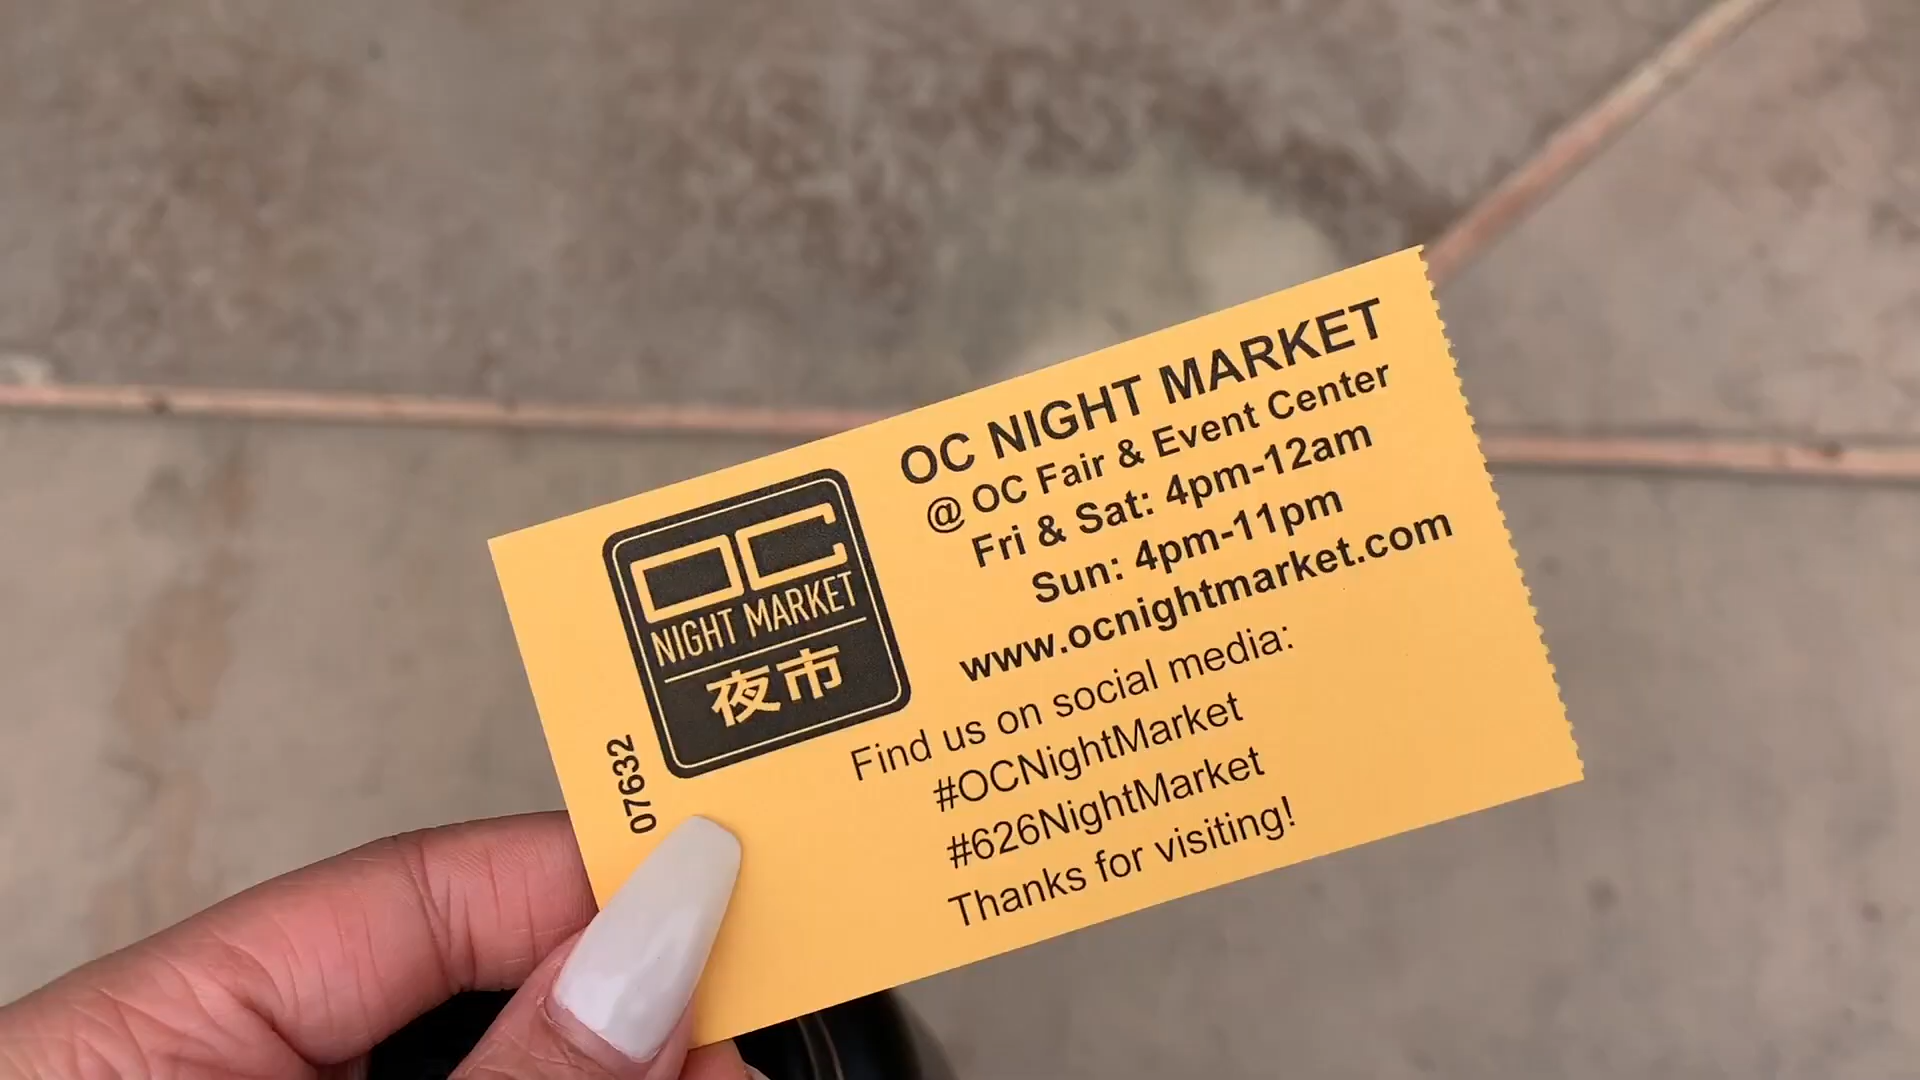 OC
NIGHT MARKET
夜市
07632
OC NIGHT MARKET
@ OC Fair & Event Center
Fri & Sat: 4pm-12am
Sun: 4pm-11pm
www.ocnightmarket.com
Find us on social media:
#OCNightMarket
#626NightMarket
Thanks for visiting!